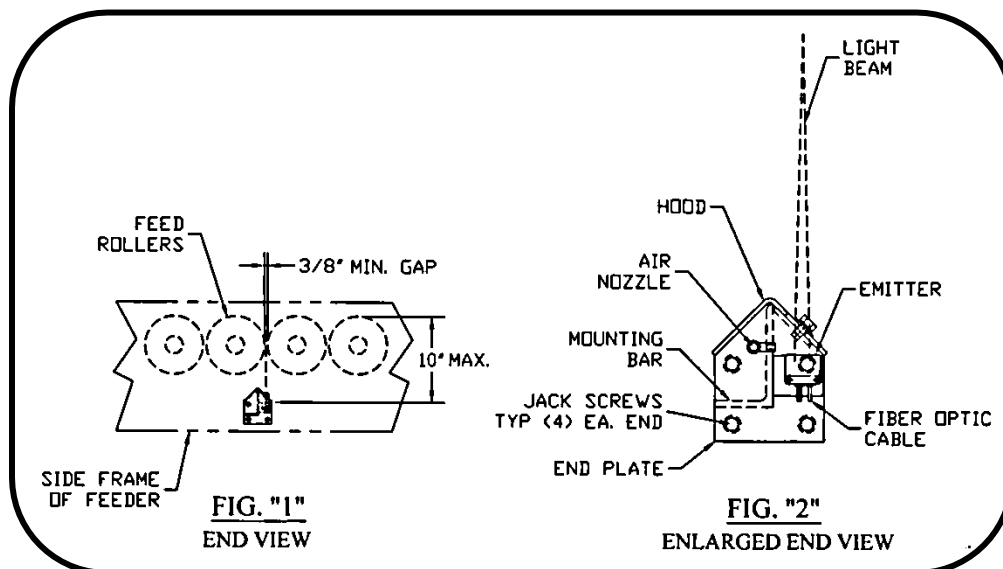 FEED
ROLLERS
3/8" MIN. GAP
10" MAX.
SIDE FRAME
OF FEEDER
FIG. "1"
END VIEW
LIGHT
BEAM
HOOD
AIR
NOZZLE
EMITTER
MOUNTING
BAR
JACK SCREWS
TYP (4) EA. END
FIBER OPTIC
CABLE
END PLATE
FIG. "2"
ENLARGED END VIEW